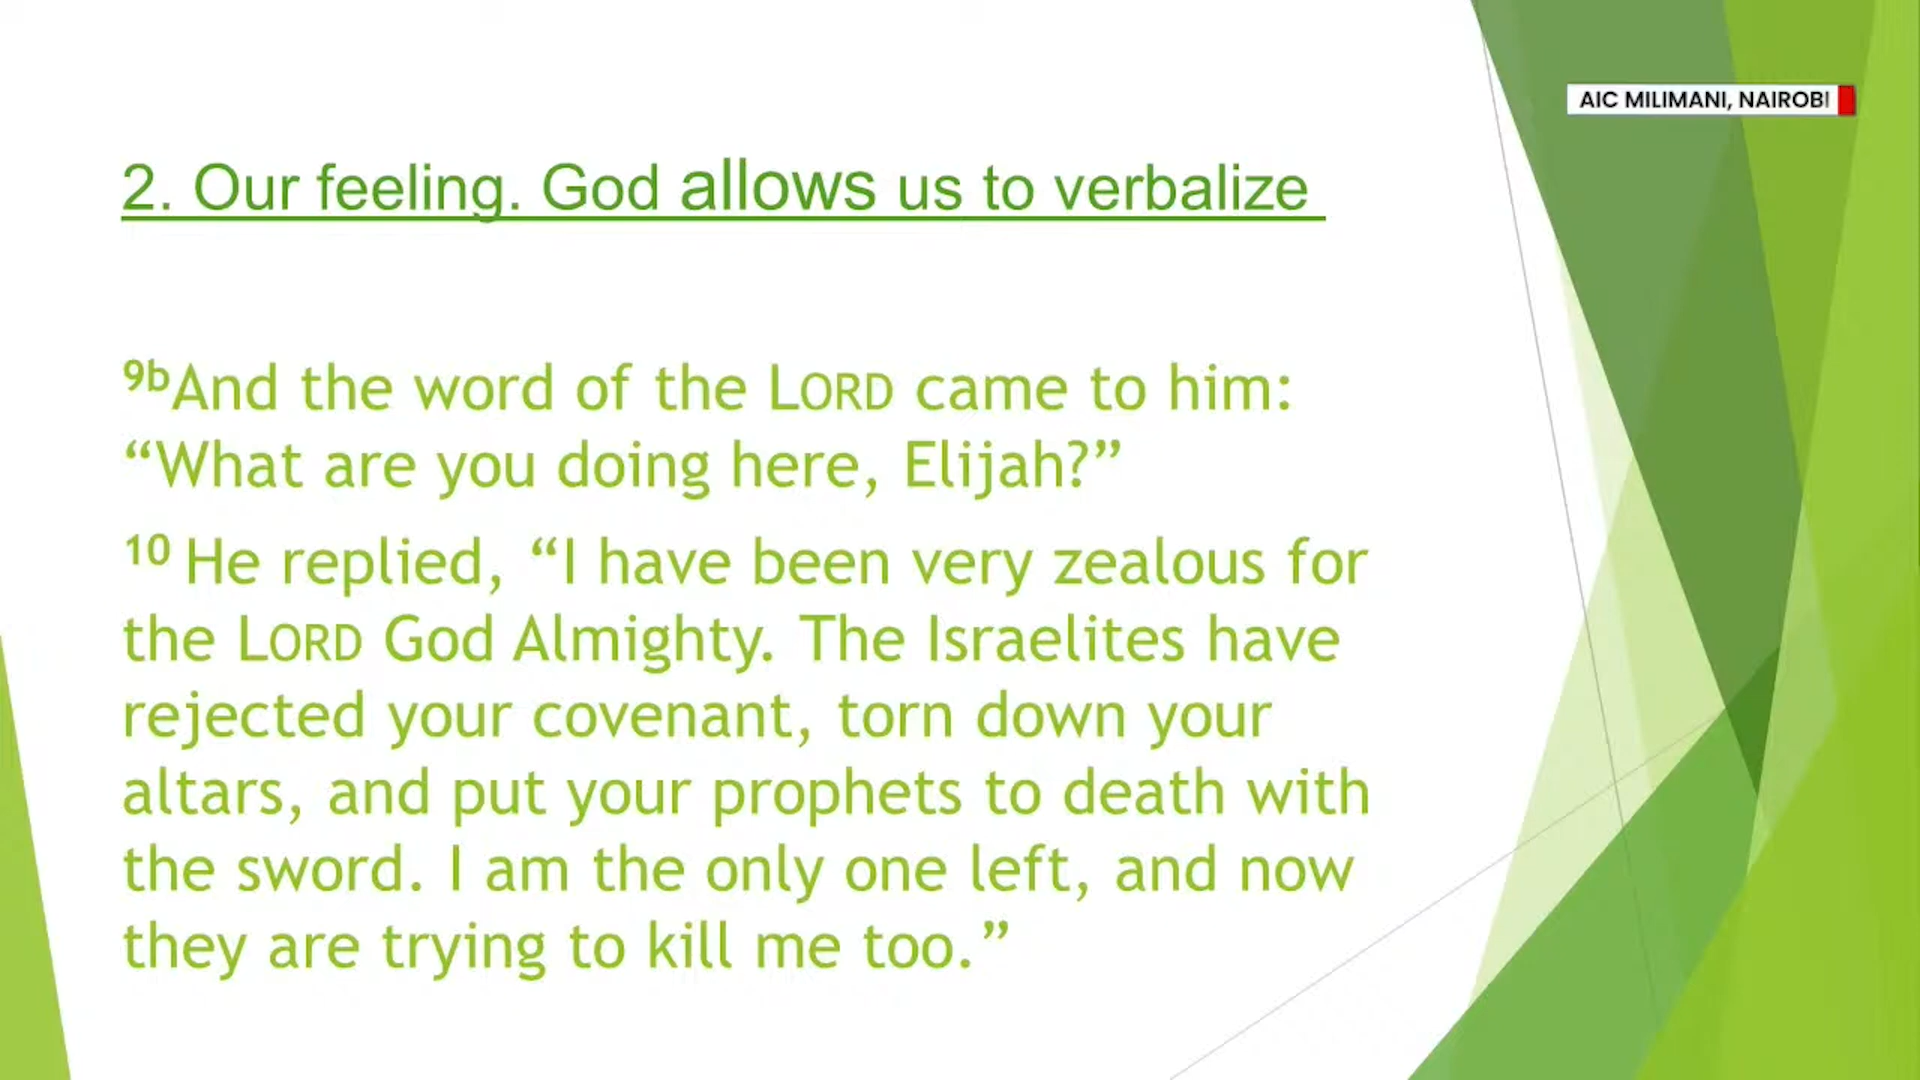 AIC MILIMANI, NAIROBI
2. Our feeling. God allows us to verbalize
9bAnd the word of the LORD came to him:
“What are you doing here, Elijah?”
10 He replied, “I have been very zealous for
the LORD God Almighty. The Israelites have
rejected your covenant, torn down your
altars, and put your prophets to death with
the sword. I am the only one left, and now
they are trying to kill me too.”